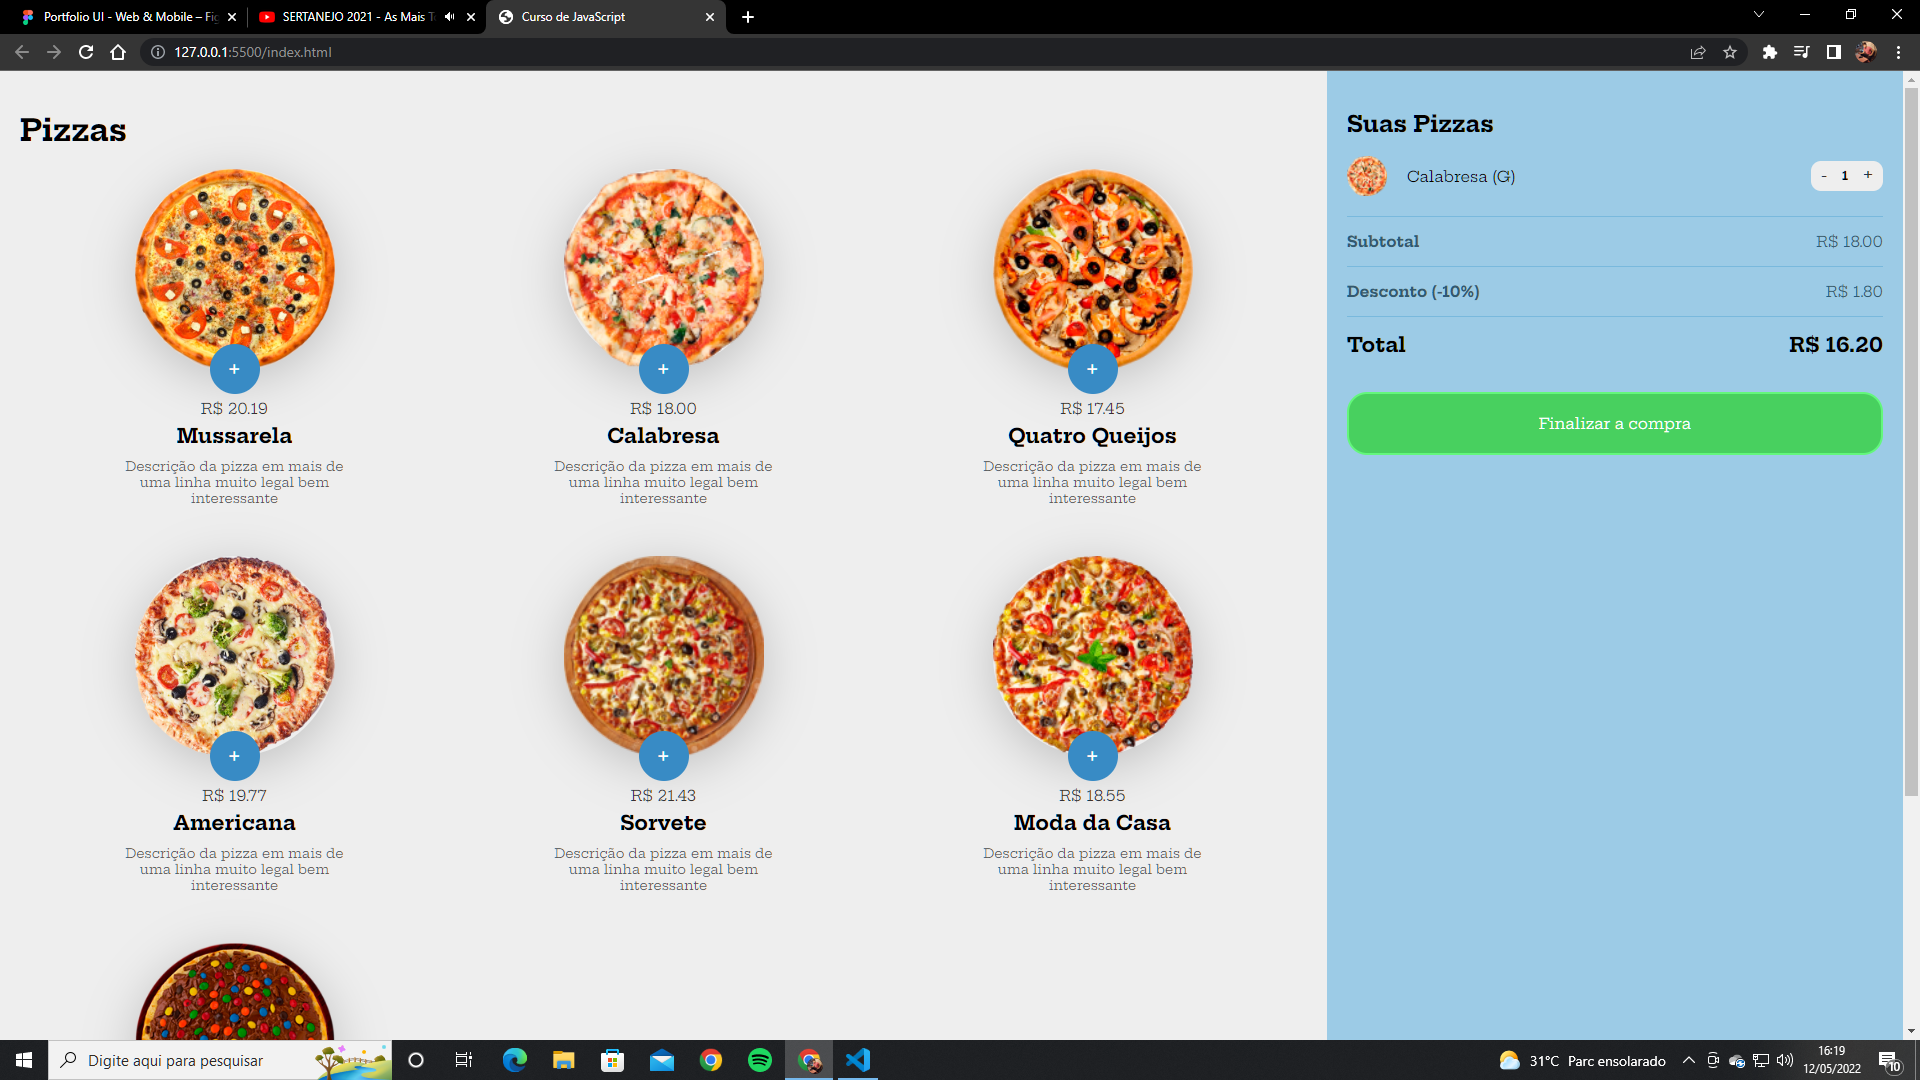 Portfolio UI - Web & Mobile – Fig
SERTANEJO 2021 - As Mais T
Curso de JavaScript
127.0.0.1:5500/index.html
Pizzas
R$ 20.19
Mussarela
Descrição da pizza em mais de
uma linha muito legal bem
interessante
+
R$ 18.00
Calabresa
Descrição da pizza em mais de
uma linha muito legal bem
interessante
+
R$ 17.45
Quatro Queijos
Descrição da pizza em mais de
uma linha muito legal bem
interessante
+
R$ 19.77
Americana
Descrição da pizza em mais de
uma linha muito legal bem
interessante
+
R$ 21.43
Sorvete
Descrição da pizza em mais de
uma linha muito legal bem
interessante
+
R$ 18.55
Moda da Casa
Descrição da pizza em mais de
uma linha muito legal bem
interessante
+
Suas Pizzas
Calabresa (G) - 1 +
Subtotal R$ 18.00
Desconto (-10%) R$ 1.80
Total R$ 16.20
Finalizar a compra
Digite aqui para pesquisar
31°C Parc ensolarado
16:19
12/05/2022
10